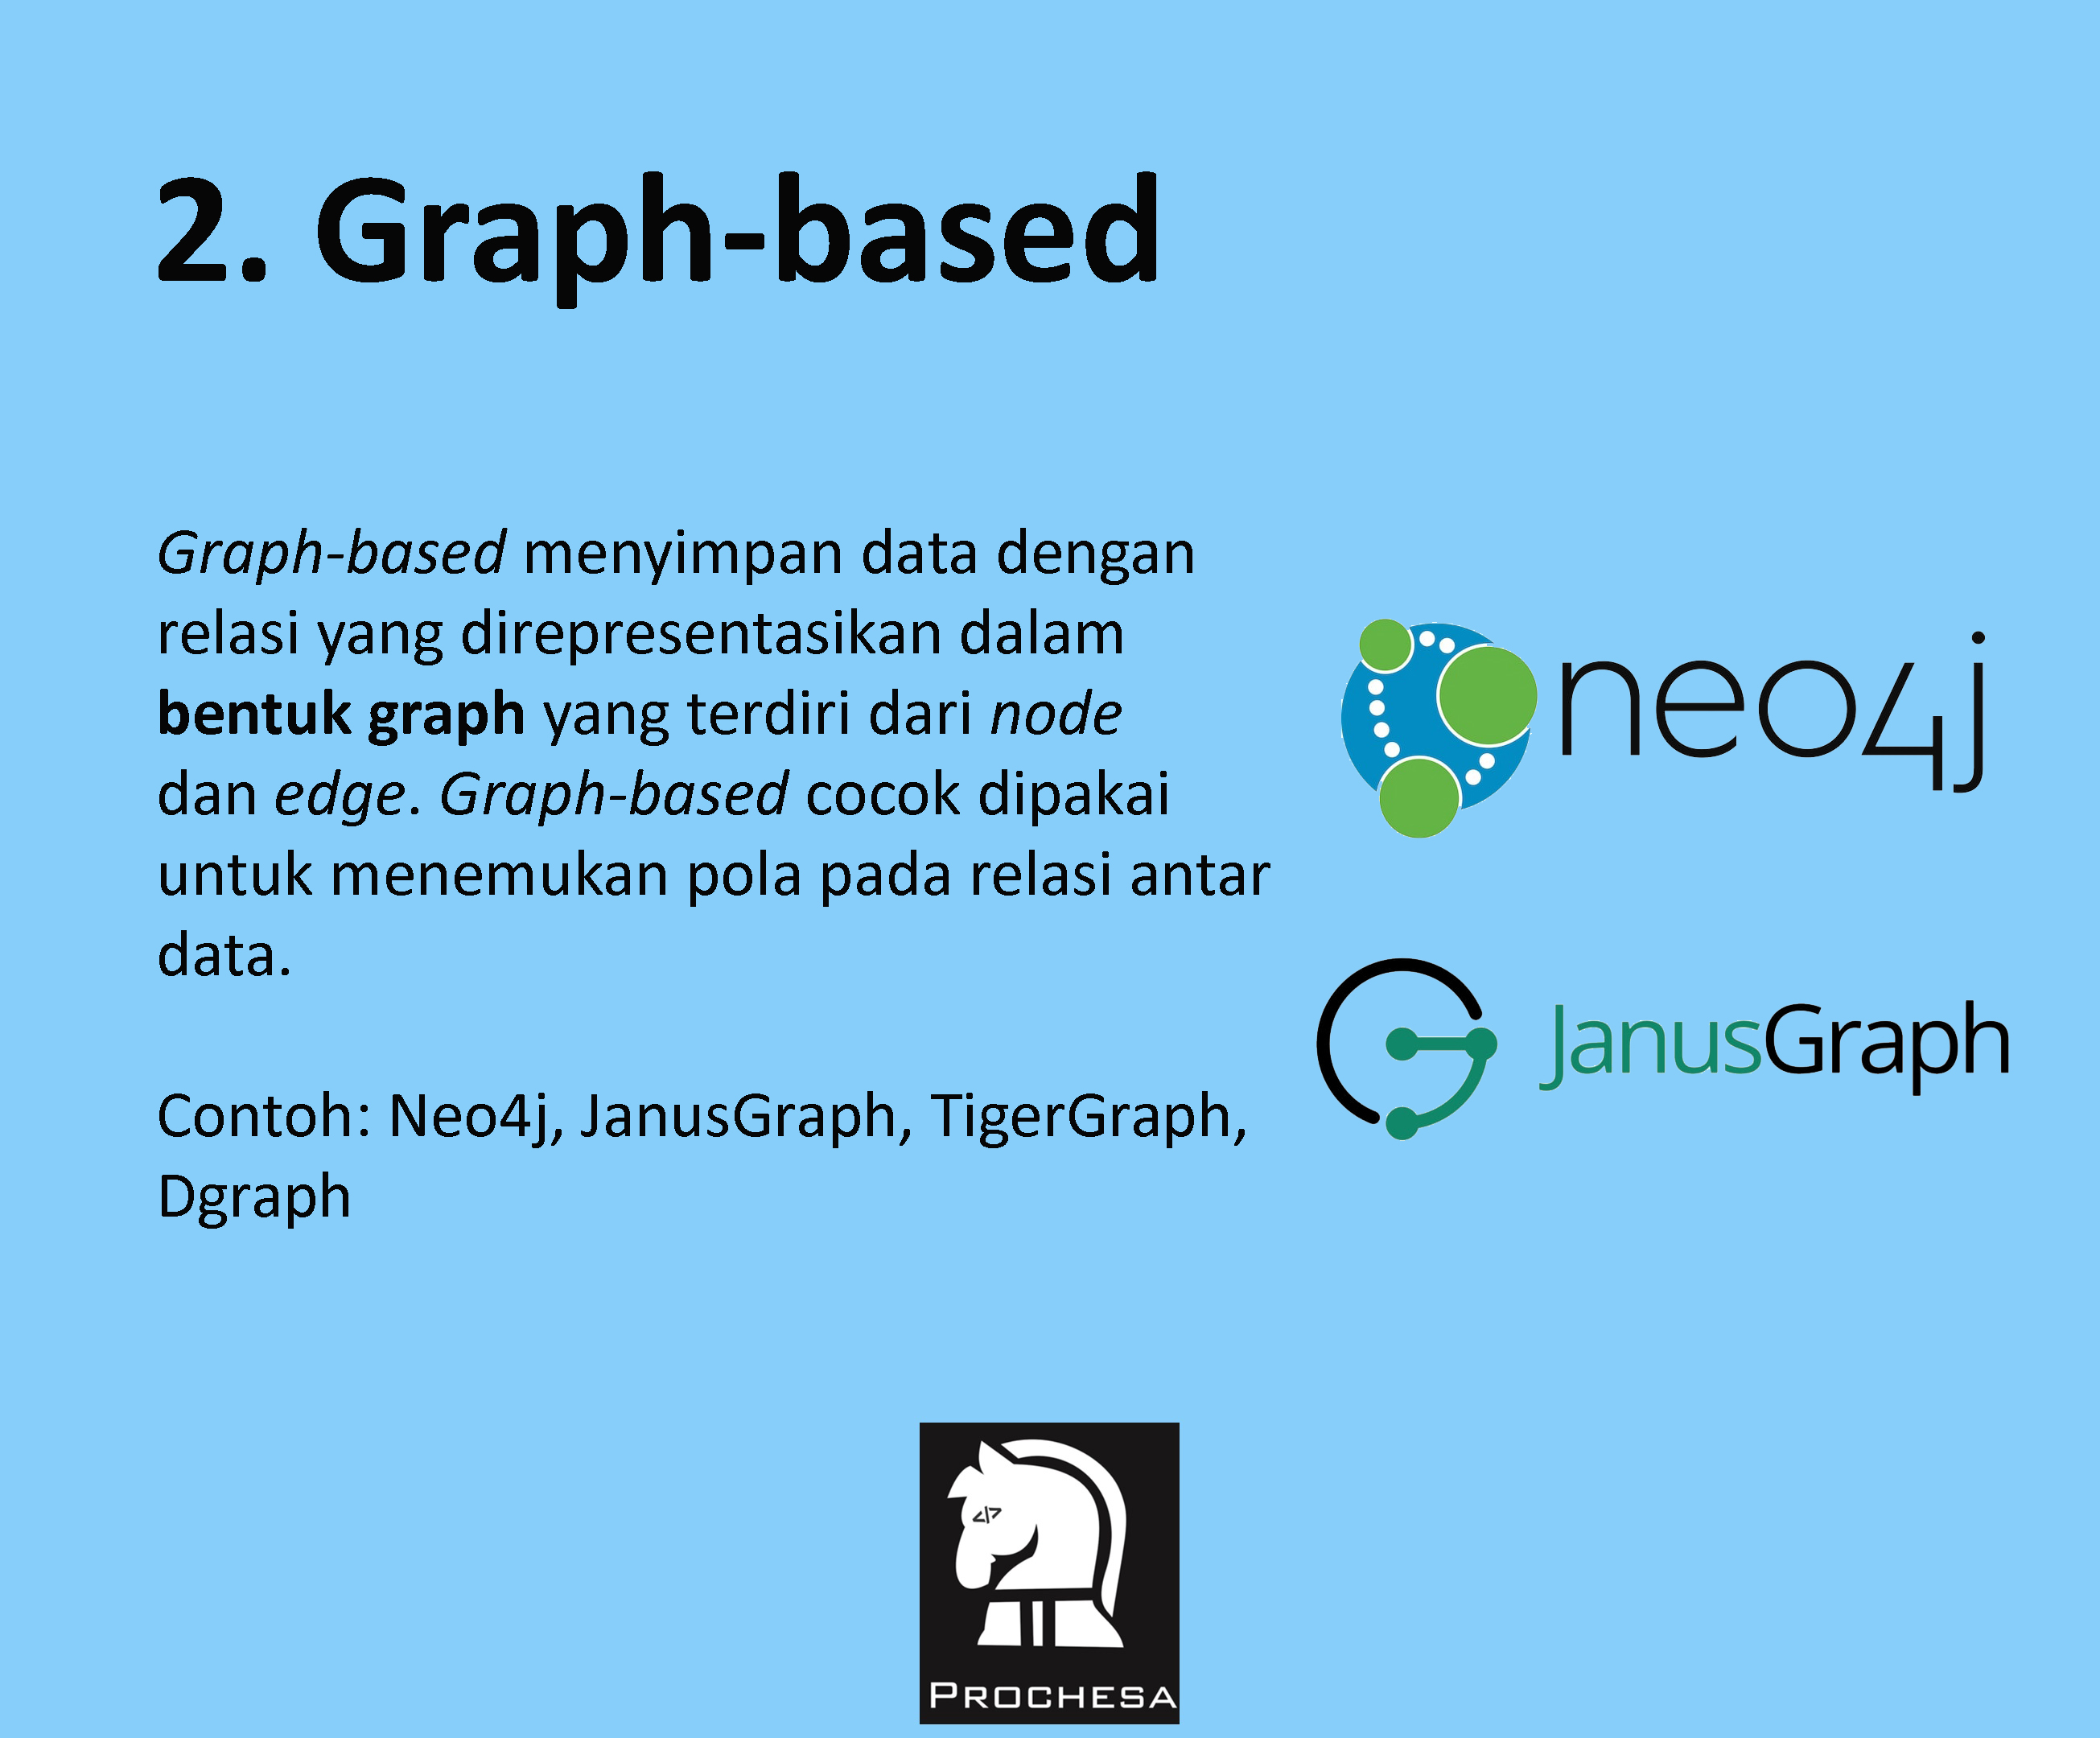 2. Graph-based
Graph-based menyimpan data dengan
relasi yang direpresentasikan dalam
bentuk graph yang terdiri dari node
dan edge. Graph-based cocok dipakai
untuk menemukan pola pada relasi antar
data.
Contoh: Neo4j, JanusGraph, TigerGraph,
Dgraph
neo4j
JanusGraph
</>
PROCHESA